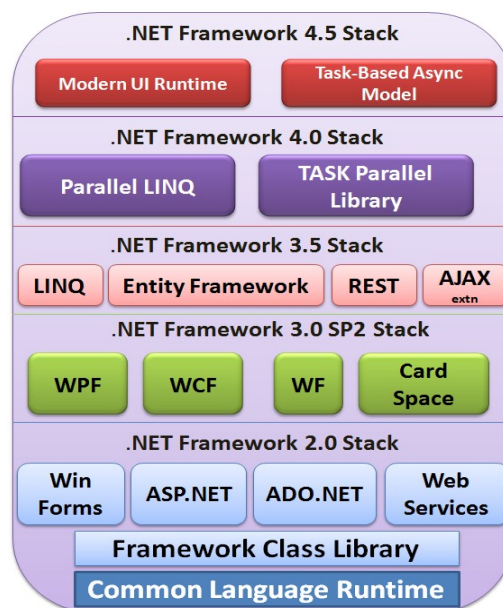 .NET Framework 4.5 Stack
Modern UI Runtime
Task-Based Async
Model
.NET Framework 4.0 Stack
Parallel LINQ
TASK Parallel
Library
.NET Framework 3.5 Stack
LINQ
Entity Framework
REST
AJAX
extn
.NET Framework 3.0 SP2 Stack
WPF
WCF
WF
Card
Space
.NET Framework 2.0 Stack
Win
Forms
ASP.NET
ADO.NET
Web
Services
Framework Class Library
Common Language Runtime